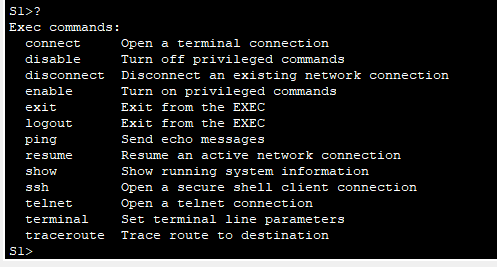 S1>?
Exec commands:
  connect     Open a terminal connection
  disable     Turn off privileged commands
  disconnect  Disconnect an existing network connection
  enable      Turn on privileged commands
  exit        Exit from the EXEC
  logout      Exit from the EXEC
  ping        Send echo messages
  resume      Resume an active network connection
  show        Show running system information
  ssh         Open a secure shell client connection
  telnet      Open a telnet connection
  terminal    Set terminal line parameters
  traceroute  Trace route to destination
S1>